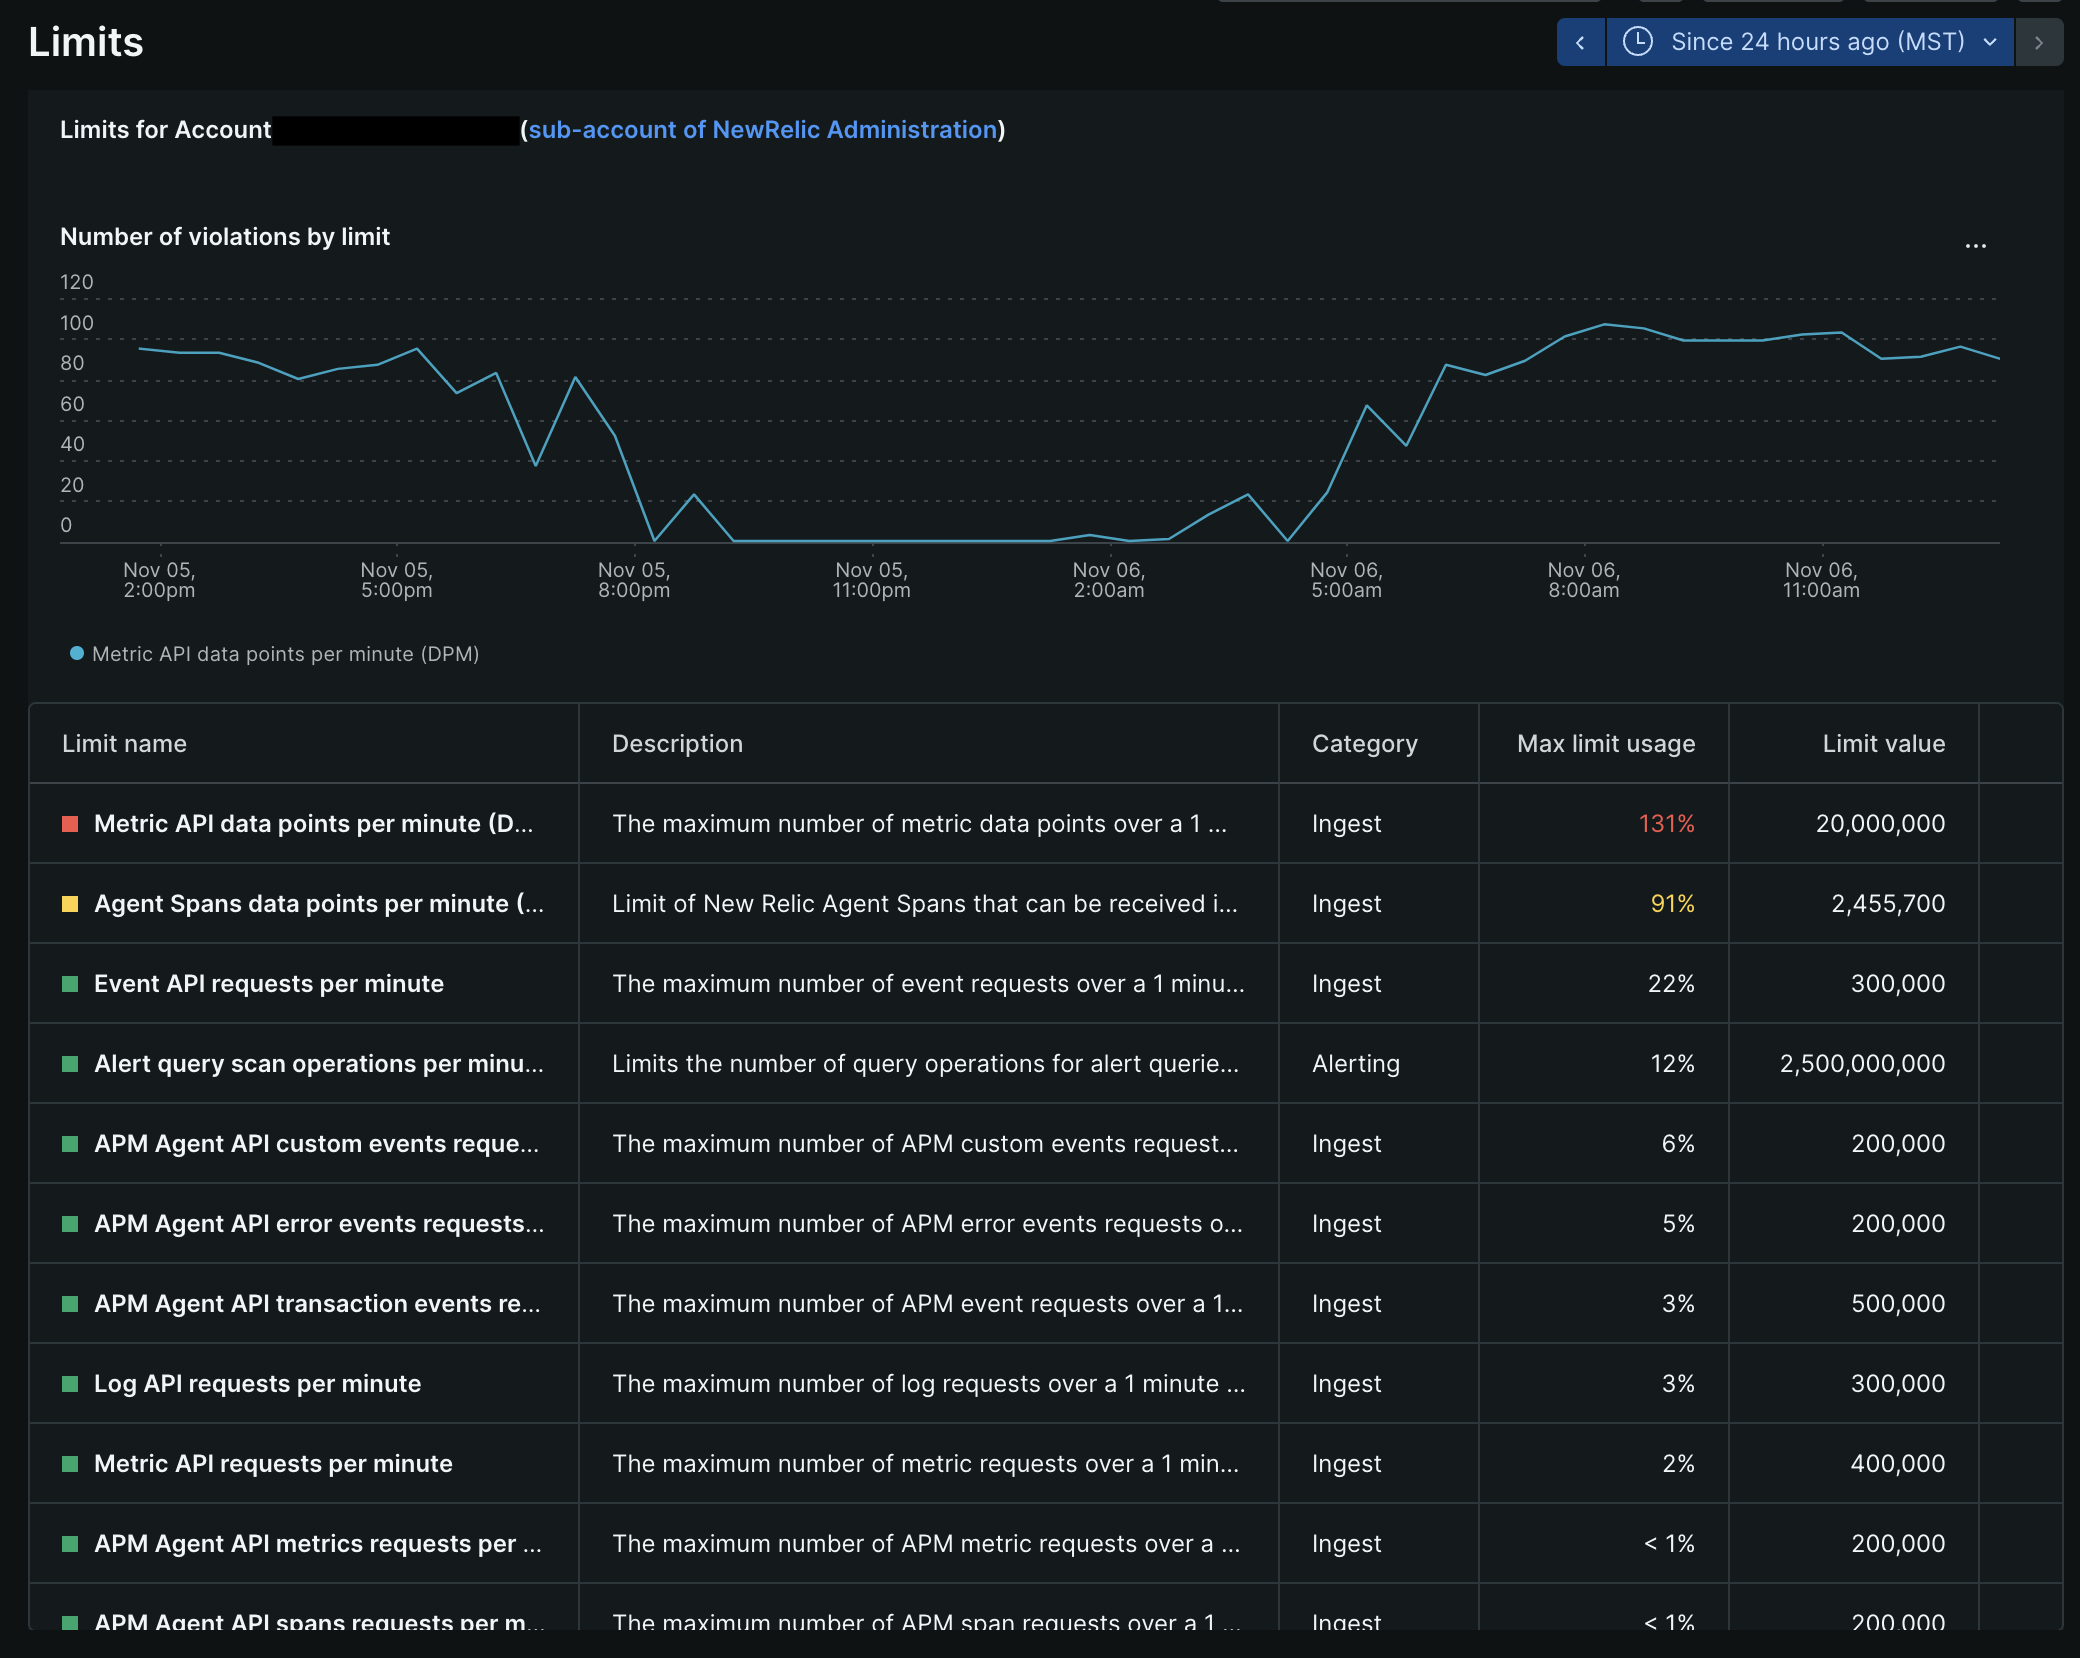 Limits
Since 24 hours ago (MST)
Limits for Account (sub-account of NewRelic Administration)
Number of violations by limit
...
120
100
80
60
40
20
0
Nov 05, 2:00pm
Nov 05, 5:00pm
Nov 05, 8:00pm
Nov 05, 11:00pm
Nov 06, 2:00am
Nov 06, 5:00am
Nov 06, 8:00am
Nov 06, 11:00am
Metric API data points per minute (DPM)
Limit name Description Category Max limit usage Limit value
Metric API data points per minute (D... The maximum number of metric data points over a 1 ... Ingest 131% 20,000,000
Agent Spans data points per minute (... Limit of New Relic Agent Spans that can be received i... Ingest 91% 2,455,700
Event API requests per minute The maximum number of event requests over a 1 minu... Ingest 22% 300,000
Alert query scan operations per minu... Limits the number of query operations for alert querie... Alerting 12% 2,500,000,000
APM Agent API custom events reque... The maximum number of APM custom events request... Ingest 6% 200,000
APM Agent API error events requests... The maximum number of APM error events requests o... Ingest 5% 200,000
APM Agent API transaction events re... The maximum number of APM event requests over a 1... Ingest 3% 500,000
Log API requests per minute The maximum number of log requests over a 1 minute ... Ingest 3% 300,000
Metric API requests per minute The maximum number of metric requests over a 1 min... Ingest 2% 400,000
APM Agent API metrics requests per ... The maximum number of APM metric requests over a ... Ingest < 1% 200,000
APM Agent API spans requests per m... The maximum number of APM span requests over a 1 ... Ingest < 1% 200,000